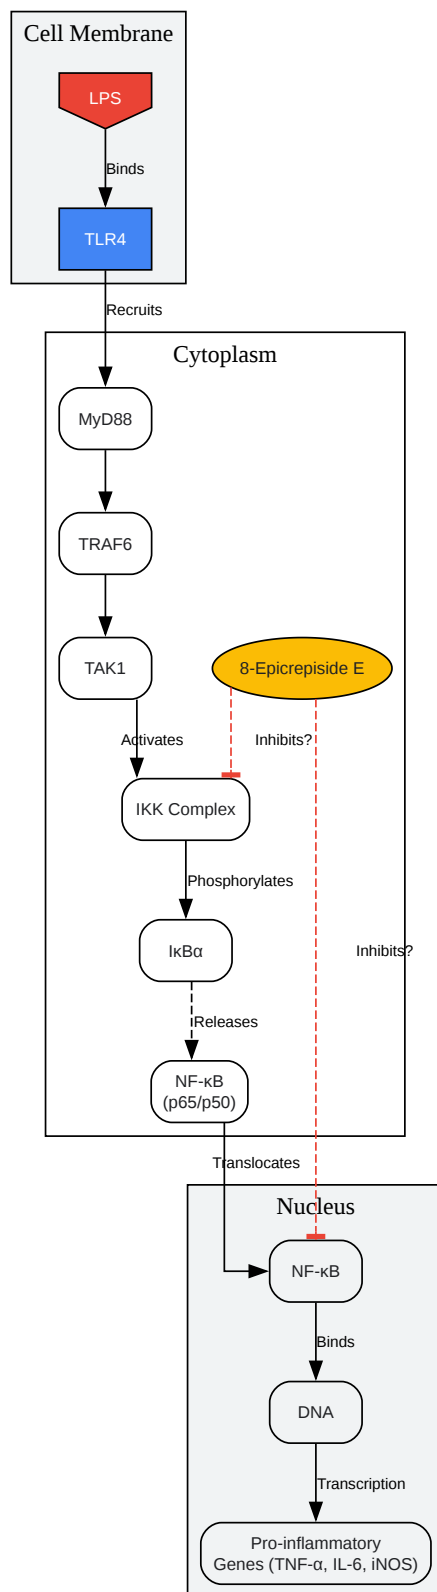 Cell Membrane
LPS
Binds
TLR4
Recruits
Cytoplasm
MyD88
TRAF6
TAK1
8-Epicrepiside E
Activates
Inhibits?
IKK Complex
Phosphorylates
IκBα
Inhibits?
Releases
NF-κB
(p65/p50)
Translocates
Nucleus
NF-κB
Binds
DNA
Transcription
Pro-inflammatory
Genes (TNF-α, IL-6, iNOS)